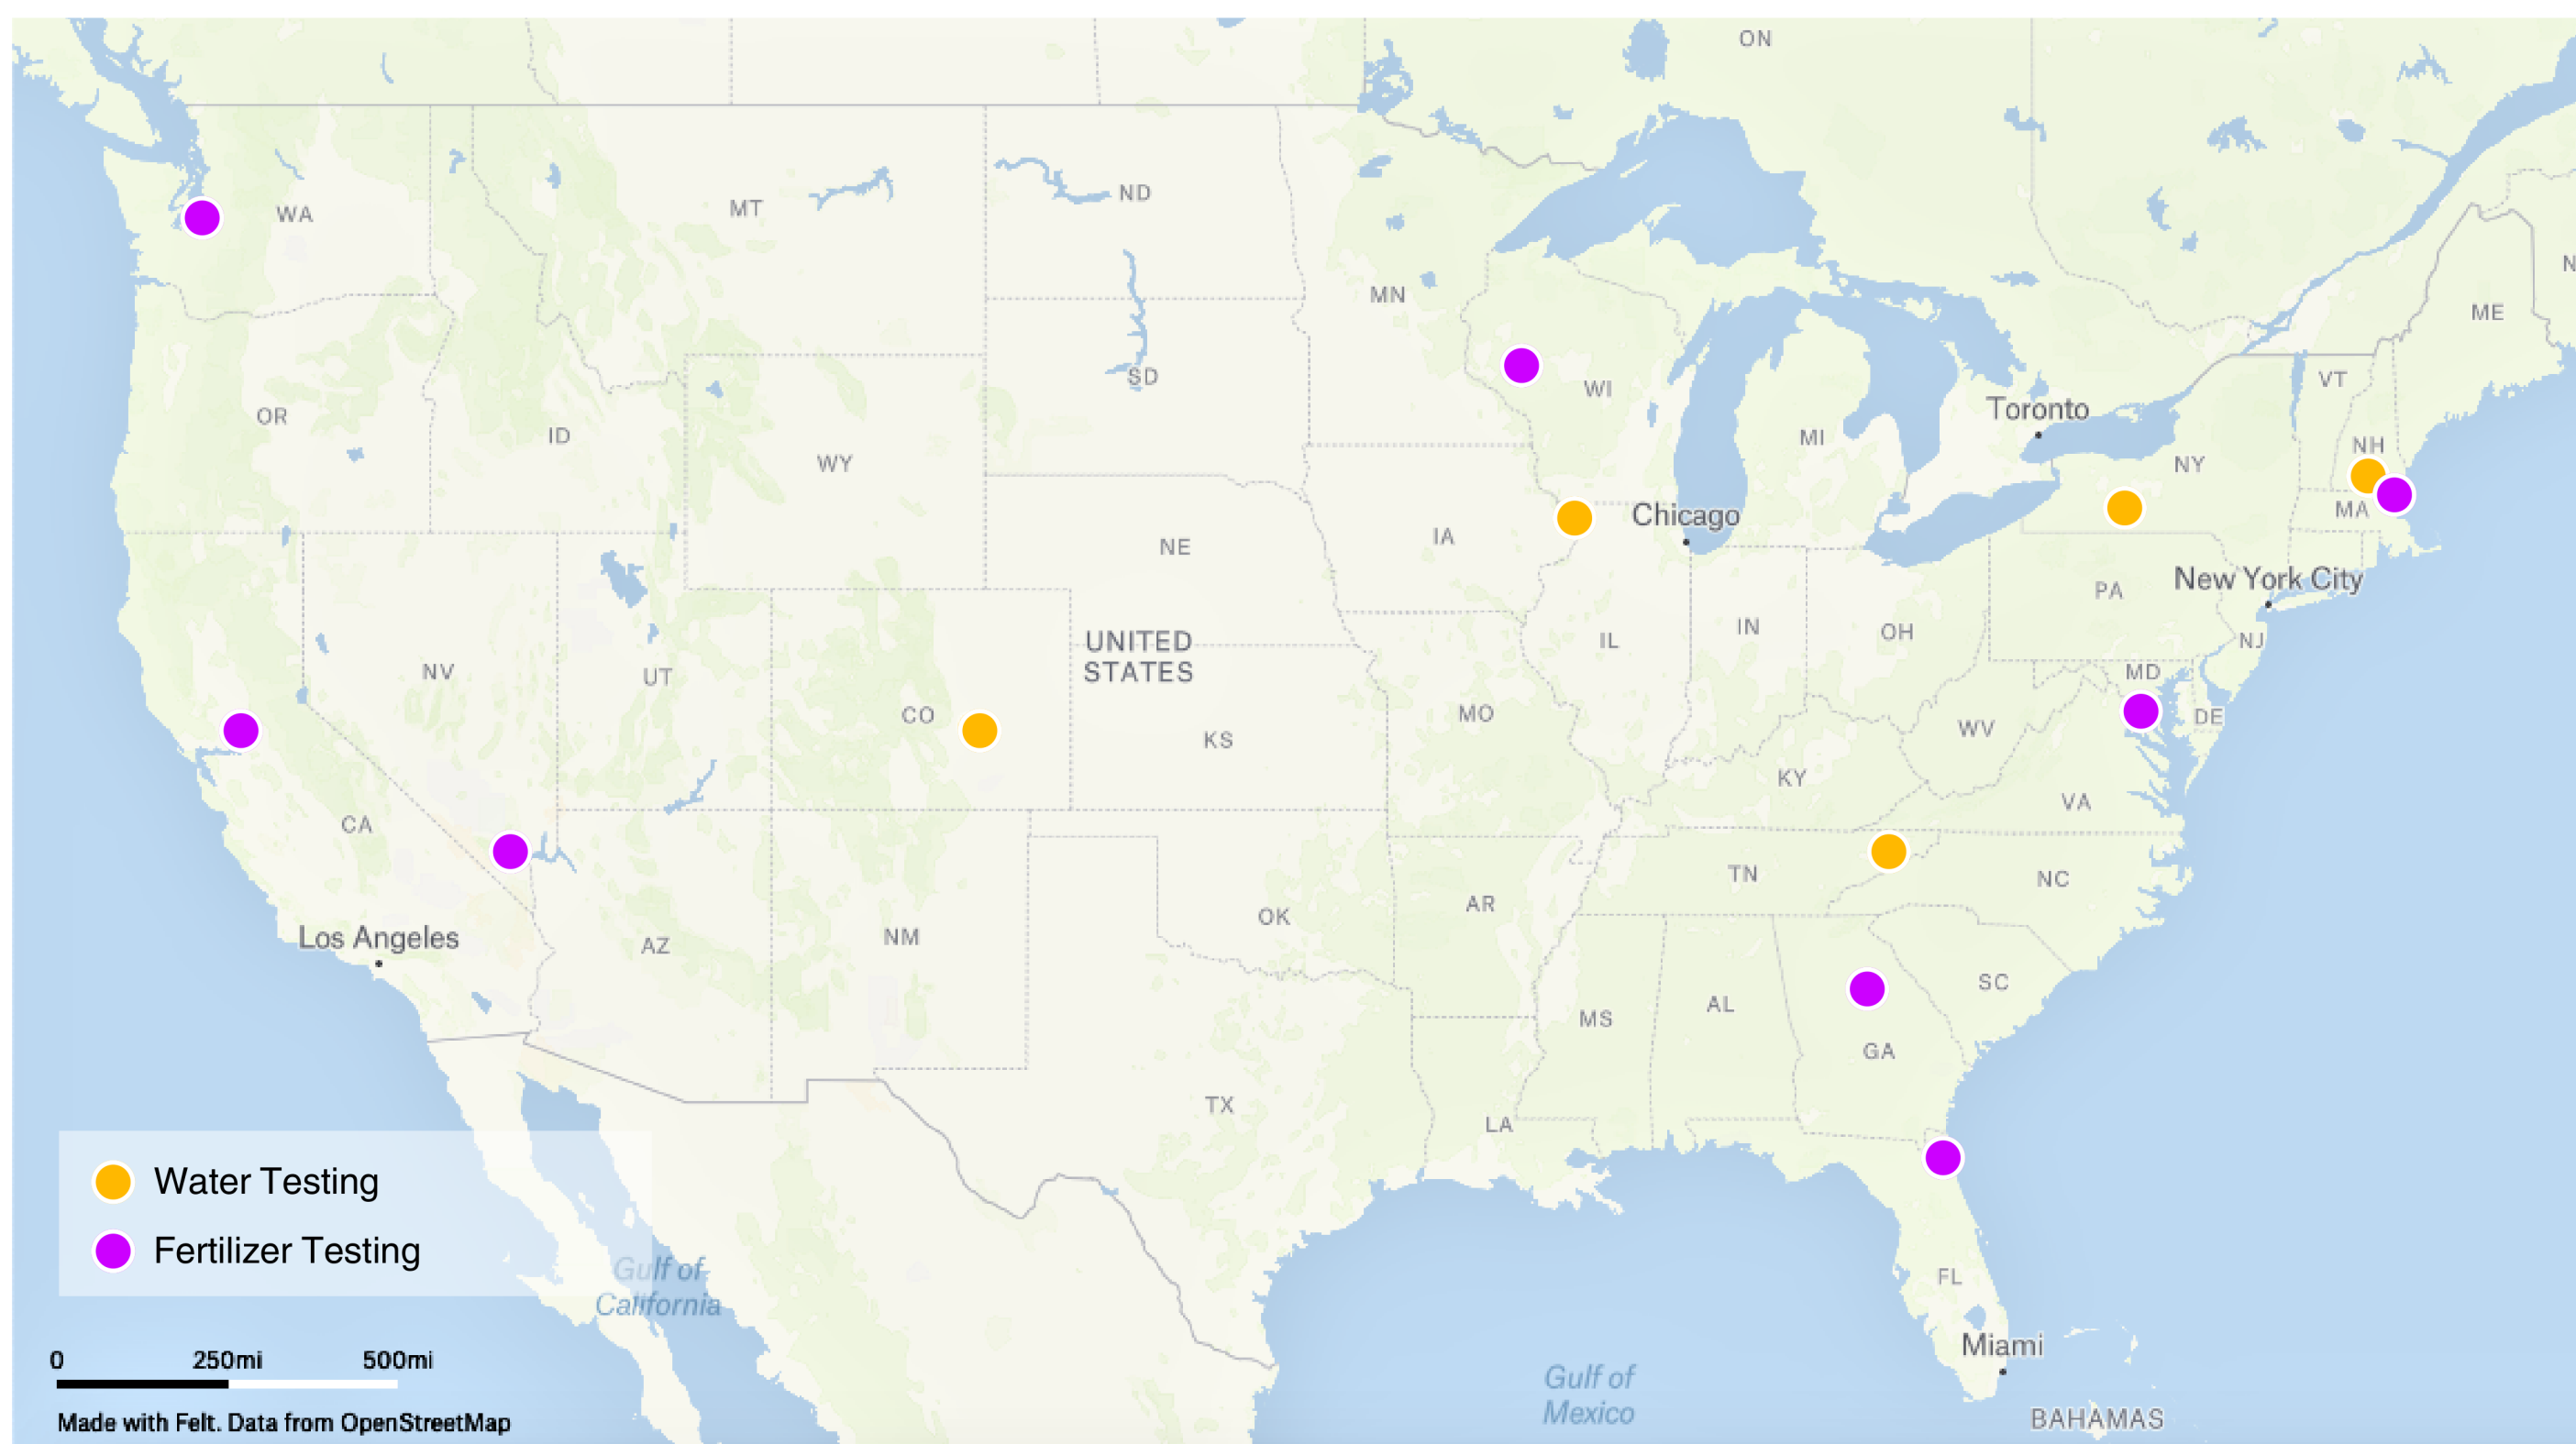 ON
WA
MT
ND
MN
ME
N
OR
ID
WY
SD
WI
MI
Toronto
VT
NH
NY
MA
Chicago
IA
NE
New York City
PA
NJ
UNITED
STATES
NV
UT
CO
KS
MO
IL
IN
OH
MD
DE
WV
KY
VA
CA
TN
NC
AR
OK
Los Angeles
AZ
NM
MS
AL
SC
GA
TX
LA
FL
Miami
Water Testing
Fertilizer Testing
Gulf of
California
Gulf of
Mexico
BAHAMAS
0 250mi 500mi
Made with Felt. Data from OpenStreetMap